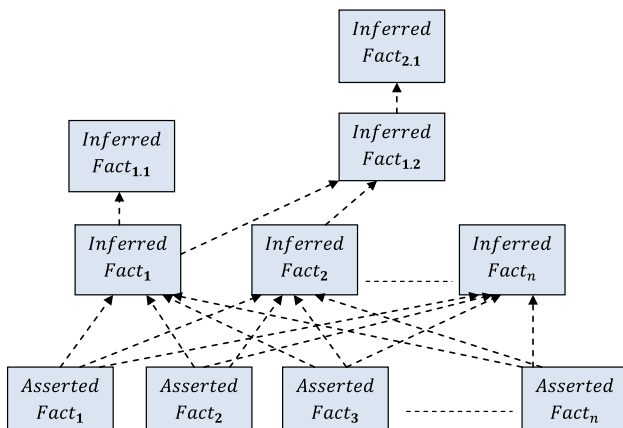 Inferred
Fact2.1
Inferred
Fact1.2
Inferred
Fact1.1
Inferred
Fact1
Inferred
Fact2
Inferred
Factn
Asserted
Fact1
Asserted
Fact2
Asserted
Fact3
Asserted
Factn